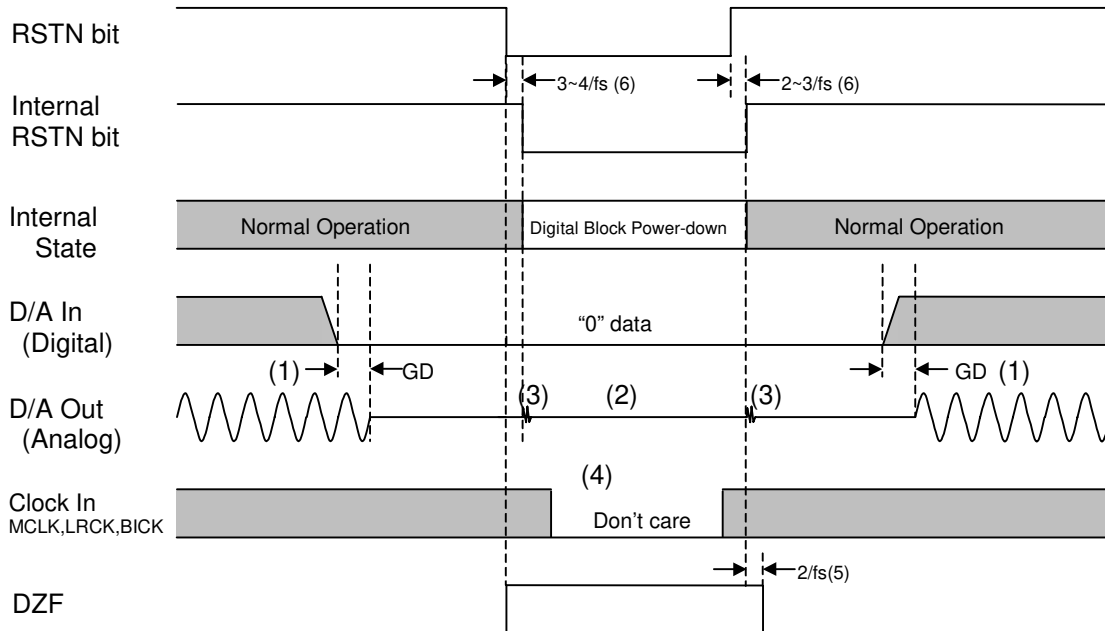 RSTN bit
3~4/fs (6)
2~3/fs (6)
Internal
RSTN bit
Internal
State
Normal Operation
Digital Block Power-down
Normal Operation
D/A In
(Digital)
“0” data
(1)
GD
GD
(1)
D/A Out
(Analog)
(3)
(2)
(3)
(4)
Clock In
MCLK,LRCK,BICK
Don’t care
2/fs(5)
DZF